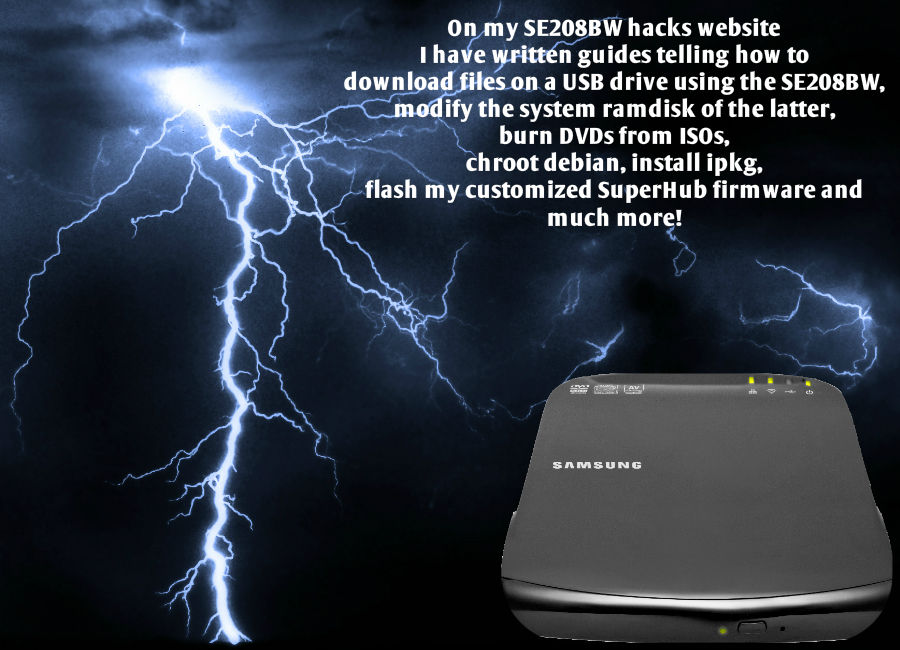 On my SE208BW hacks website
I have written guides telling how to
download files on a USB drive using the SE208BW,
modify the system ramdisk of the latter,
burn DVDs from ISOs,
chroot debian, install ipkg,
flash my customized SuperHub firmware and
much more!
AV
SAMSUNG